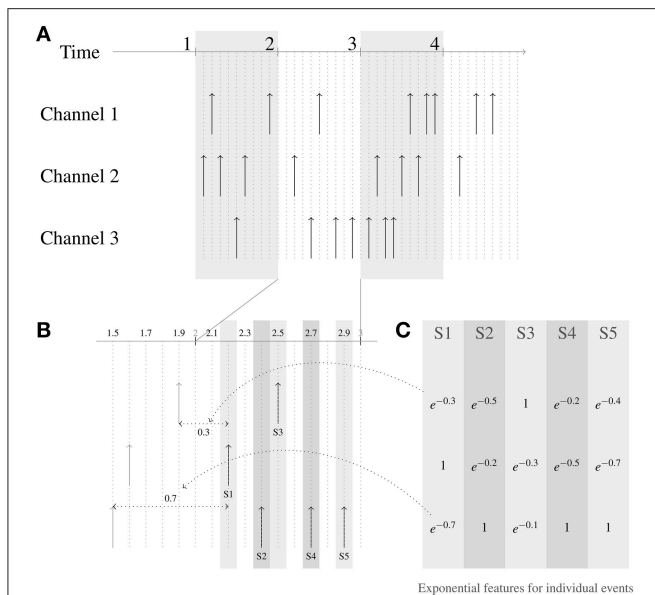 A
Time
1 2 3 4
Channel 1
Channel 2
Channel 3
B
1.5 1.7 1.9 2 2.1 2.3 2.5 2.7 2.9 3
0.3
S3
0.7
S1
S2 S4 S5
C
S1 S2 S3 S4 S5
e^{-0.3} e^{-0.5} 1 e^{-0.2} e^{-0.4}
1 e^{-0.2} e^{-0.3} e^{-0.5} e^{-0.7}
e^{-0.7} 1 e^{-0.1} 1 1
Exponential features for individual events